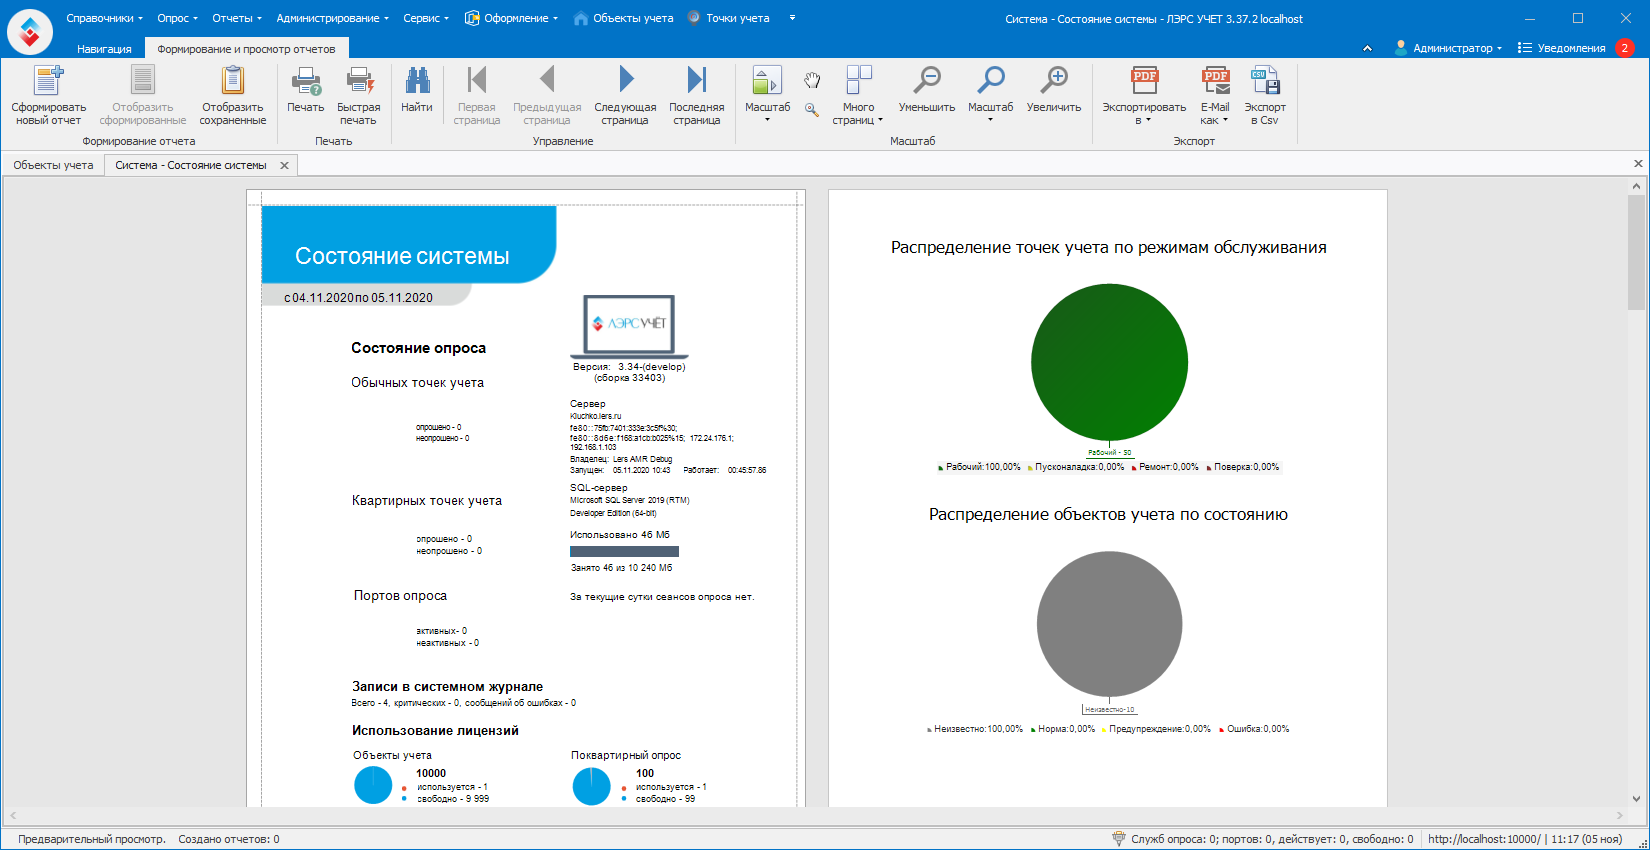 Справочники Опрос Отчеты Администрирование Сервис Оформление Объекты учета Точки учета
Система - Состояние системы - ЛЭРС УЧЕТ 3.37.2 localhost
Навигация Формирование и просмотр отчетов
Администратор Уведомления 2
Сформировать новый отчет
Отобразить сформированные
Отобразить сохраненные
Печать
Быстрая печать
Найти
Первая страница
Предыдущая страница
Следующая страница
Последняя страница
Масштаб
Много страниц
Уменьшить
Масштаб
Увеличить
PDF
Экспортировать в
PDF
E-Mail как
CSV
Экспорт в Csv
Формирование отчета Печать Управление Масштаб Экспорт
Объекты учета Система - Состояние системы
Состояние системы
с 04.11.2020 по 05.11.2020
ЛЭРС УЧЁТ
Версия: 3.34-(develop)
(сборка 33403)
Состояние опроса
Обычных точек учета
опрошено - 0
неопрошено - 0
Сервер
Kluchko.lers.ru
fe80::75fb:7401:333e:3c5f%30;
fe80::8d6e:f168:a1cb:b025%15; 172.24.176.1;
192.168.1.103
Владелец: Lers AMR Debug
Запущен: 05.11.2020 10:43 Работает: 00:45:57.86
SQL-сервер
Microsoft SQL Server 2019 (RTM)
Developer Edition (64-bit)
Квартирных точек учета
опрошено - 0
неопрошено - 0
Использовано 46 Мб
Занято 46 из 10 240 Мб
Портов опроса
За текущие сутки сеансов опроса нет.
активных- 0
неактивных - 0
Записи в системном журнале
Всего - 4, критических - 0, сообщений об ошибках - 0
Использование лицензий
Объекты учета
10000
используется - 1
свободно - 9 999
Поквартирный опрос
100
используется - 1
свободно - 99
Распределение точек учета по режимам обслуживания
Рабочий - 50
Рабочий:100,00% Пусконаладка:0,00% Ремонт:0,00% Поверка:0,00%
Распределение объектов учета по состоянию
Неизвестно-10
Неизвестно:100,00% Норма:0,00% Предупреждение:0,00% Ошибка:0,00%
Предварительный просмотр. Создано отчетов: 0
Служб опроса: 0; портов: 0, действует: 0, свободно: 0 http://localhost:10000/ | 11:17 (05 ноя)